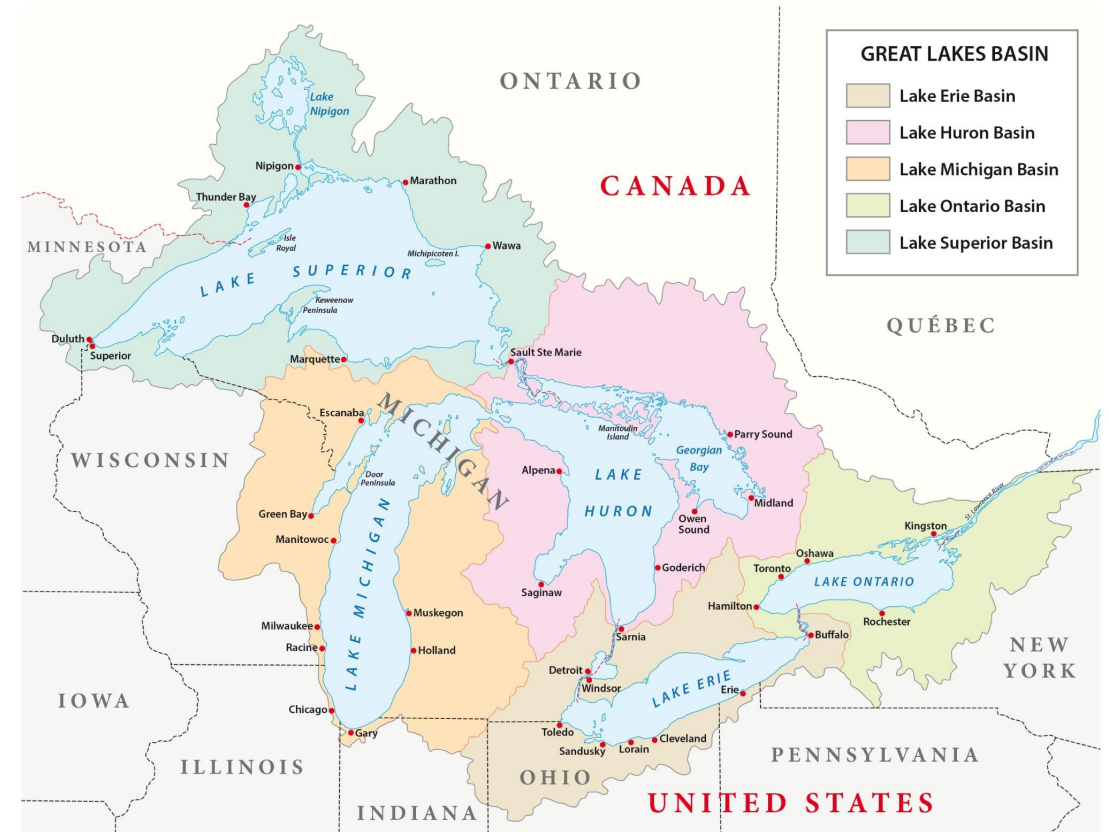 ONTARIO
GREAT LAKES BASIN
Lake Erie Basin
Lake Huron Basin
Lake Michigan Basin
Lake Ontario Basin
Lake Superior Basin
Lake
Nipigon
Nipigon
Marathon
Thunder Bay
CANADA
MINNESOTA
Isle
Royal
Michipicoten I.
Wawa
LAKE SUPERIOR
Keweenaw
Peninsula
QUÉBEC
Duluth
Superior
Marquette
Sault Ste Marie
Escanaba
MICHIGAN
Manitoulin
Island
Parry Sound
Georgian
Bay
WISCONSIN
Door
Peninsula
Alpena
LAKE
HURON
Midland
Owen
Sound
Green Bay
Manitowoc
St. Lawrence River
Kingston
Oshawa
Toronto
LAKE ONTARIO
Goderich
Saginaw
LAKE MICHIGAN
Hamilton
Rochester
Muskegon
Milwaukee
Racine
Holland
Sarnia
Buffalo
NEW
YORK
Detroit
Windsor
LAKE ERIE
Erie
IOWA
Chicago
Gary
Toledo
Sandusky
Lorain
Cleveland
ILLINOIS
OHIO
PENNSYLVANIA
INDIANA
UNITED STATES